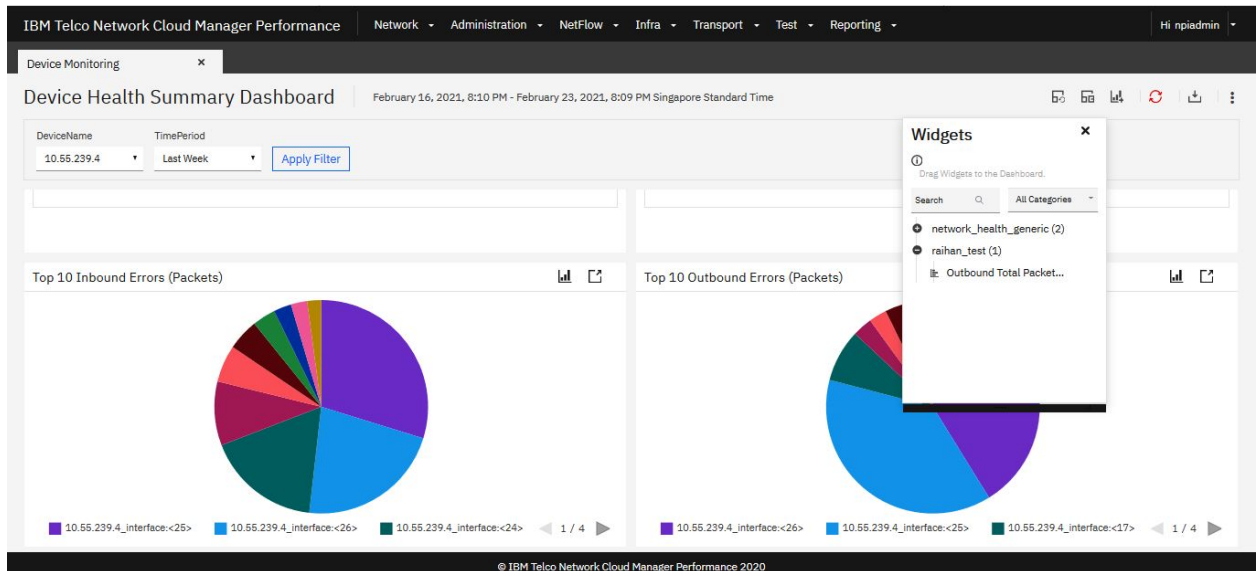 IBM Telco Network Cloud Manager Performance Network Administration NetFlow Infra Transport Test Reporting Hi npiadmin
Device Monitoring ×
Device Health Summary Dashboard February 16, 2021, 8:10 PM - February 23, 2021, 8:09 PM Singapore Standard Time
DeviceName TimePeriod
10.55.239.4 Last Week Apply Filter
Widgets ×
Drag Widgets to the Dashboard.
Search All Categories
network_health_generic (2)
raihan_test (1)
Outbound Total Packet...
Top 10 Inbound Errors (Packets)
10.55.239.4_interface:<25> 10.55.239.4_interface:<26> 10.55.239.4_interface:<24> 1 / 4
Top 10 Outbound Errors (Packets)
10.55.239.4_interface:<26> 10.55.239.4_interface:<25> 10.55.239.4_interface:<17> 1 / 4
© IBM Telco Network Cloud Manager Performance 2020